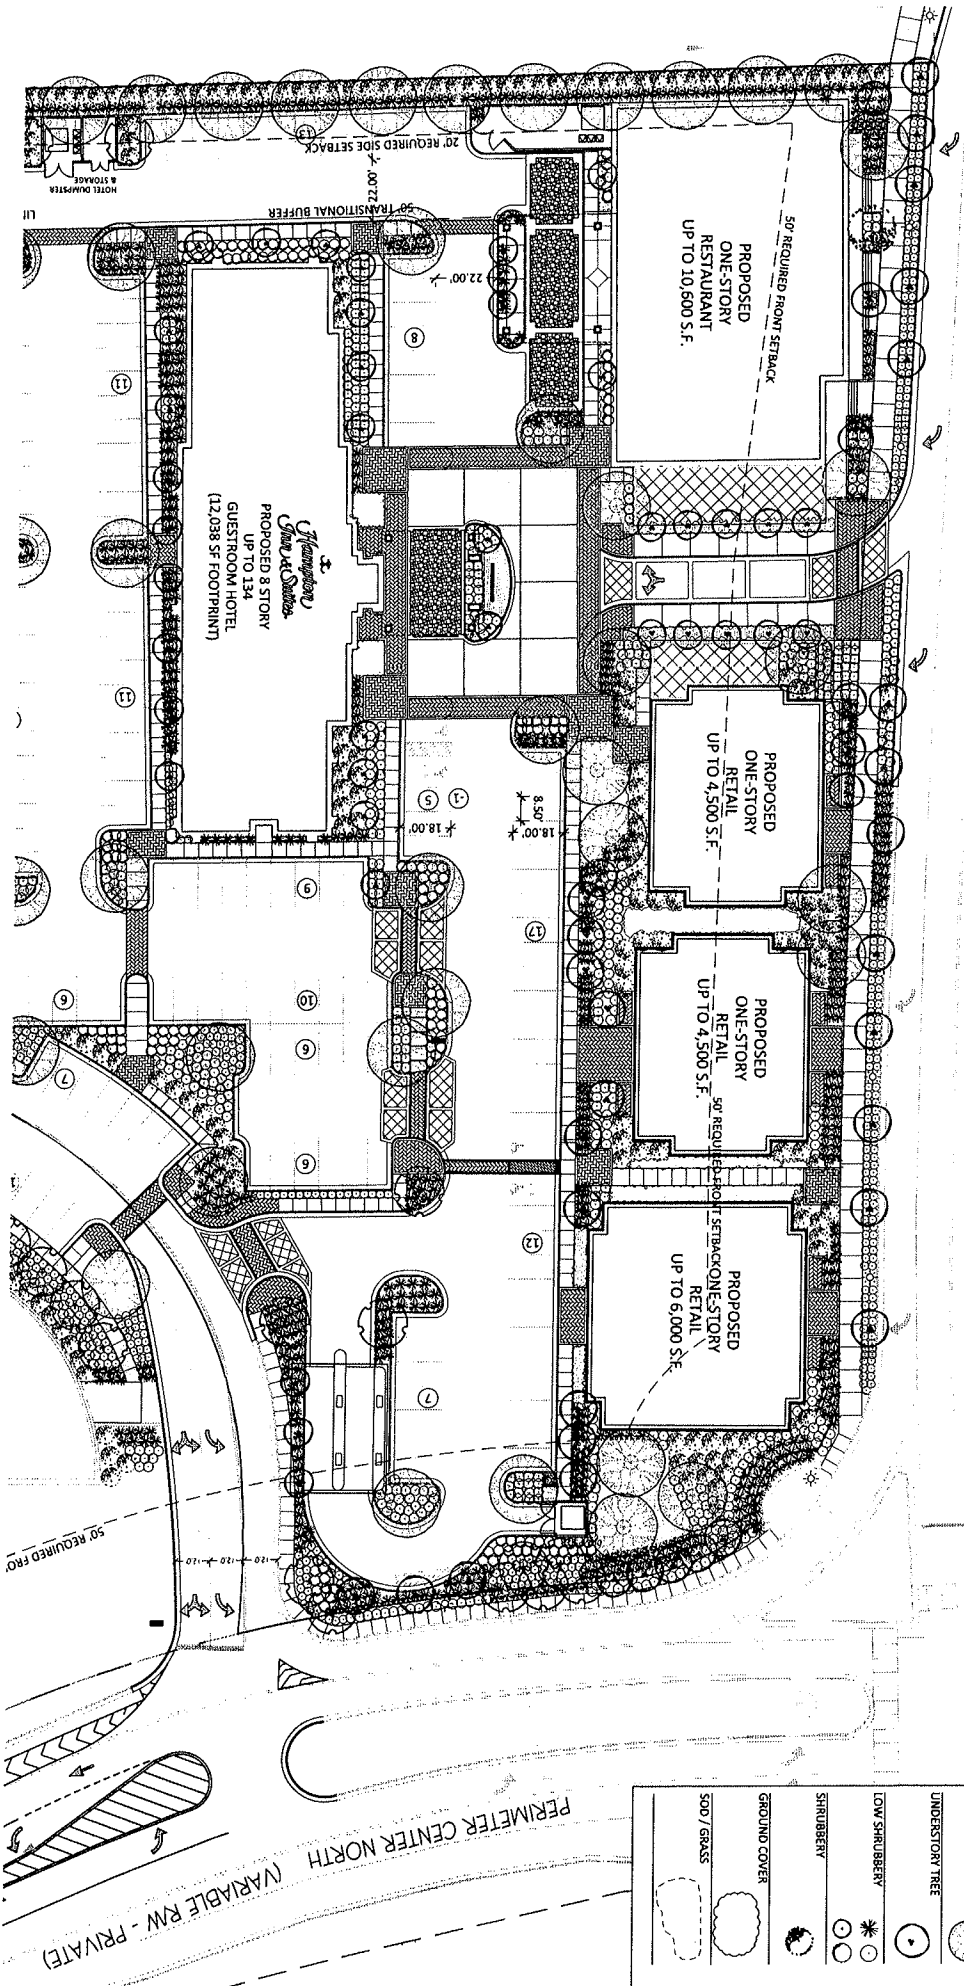 HOTEL DUMPSTER
& STORAGE
20' REQUIRED SIDE SETBACK
13
22.00'
50' TRANSITIONAL BUFFER
22.00'
8
11
11
PROPOSED
ONE-STORY
RESTAURANT
UP TO 10,600 S.F.
50' REQUIRED FRONT SETBACK
Hampton
Inn & Suites
PROPOSED 8 STORY
UP TO 134
GUESTROOM HOTEL
(12,038 SF FOOTPRINT)
5
18.00'
8.50'
18.00'
PROPOSED
ONE-STORY
RETAIL
UP TO 4,500 S.F.
9
17
10
6
6
7
6
PROPOSED
ONE-STORY
RETAIL
UP TO 4,500 S.F.
50' REQUIRED FRONT SETBACK
12
PROPOSED
ONE-STORY
RETAIL
UP TO 6,000 S.F.
7
50' REQUIRED FRO
PERIMETER CENTER NORTH (VARIABLE R/W - PRIVATE)
UNDERSTORY TREE
LOW SHRUBBERY
SHRUBBERY
GROUND COVER
SOD / GRASS